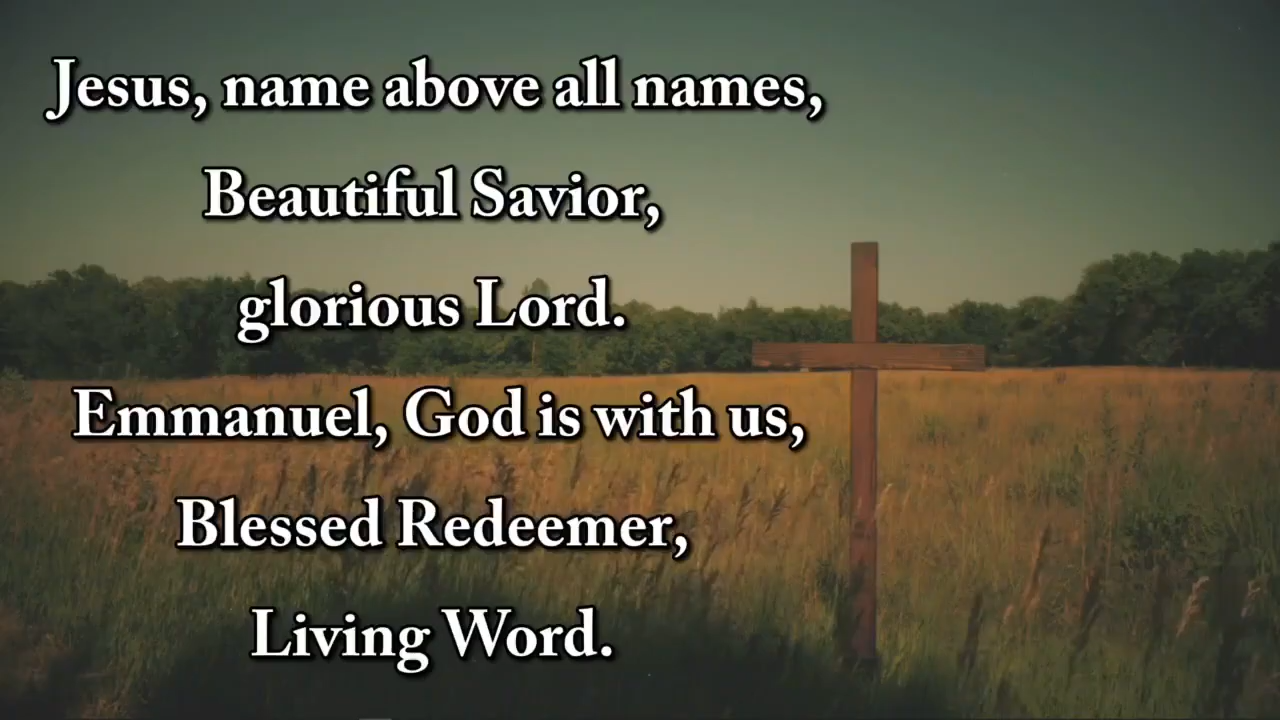 Jesus, name above all names,
Beautiful Savior,
glorious Lord.
Emmanuel, God is with us,
Blessed Redeemer,
Living Word.